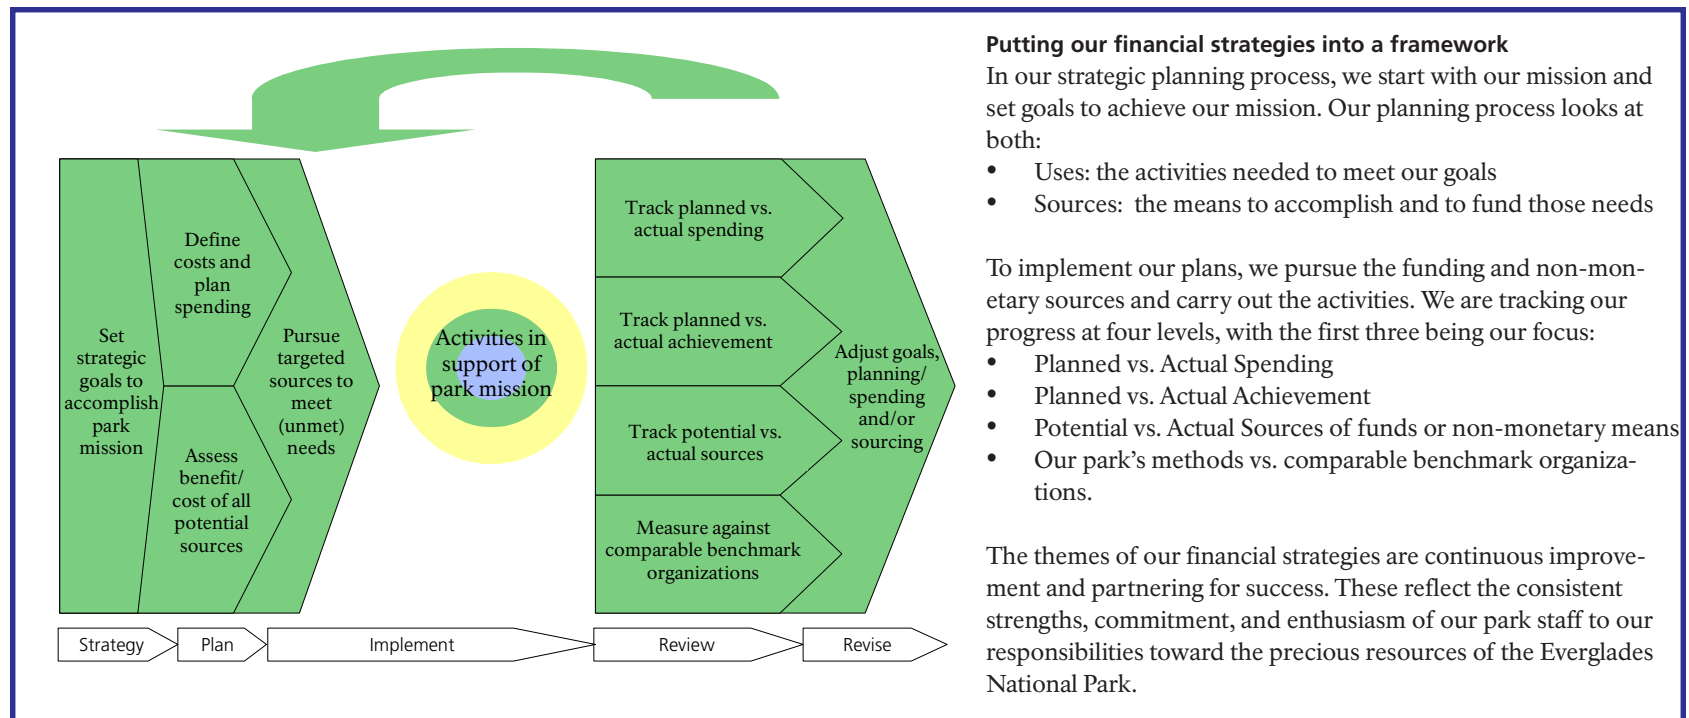 Set
strategic
goals to
accomplish
park
mission
Define
costs and
plan
spending
Assess
benefit/
cost of all
potential
sources
Pursue
targeted
sources to
meet
(unmet)
needs
Activities in
support of
park mission
Track planned vs.
actual spending
Track planned vs.
actual achievement
Track potential vs.
actual sources
Measure against
comparable benchmark
organizations
Adjust goals,
planning/
spending
and/or
sourcing
Strategy
Plan
Implement
Review
Revise
Putting our financial strategies into a framework
In our strategic planning process, we start with our mission and
set goals to achieve our mission. Our planning process looks at
both:
• Uses: the activities needed to meet our goals
• Sources:  the means to accomplish and to fund those needs
To implement our plans, we pursue the funding and non-mon-
etary sources and carry out the activities. We are tracking our
progress at four levels, with the first three being our focus:
• Planned vs. Actual Spending
• Planned vs. Actual Achievement
• Potential vs. Actual Sources of funds or non-monetary means
• Our park's methods vs. comparable benchmark organiza-
tions.
The themes of our financial strategies are continuous improve-
ment and partnering for success. These reflect the consistent
strengths, commitment, and enthusiasm of our park staff to our
responsibilities toward the precious resources of the Everglades
National Park.